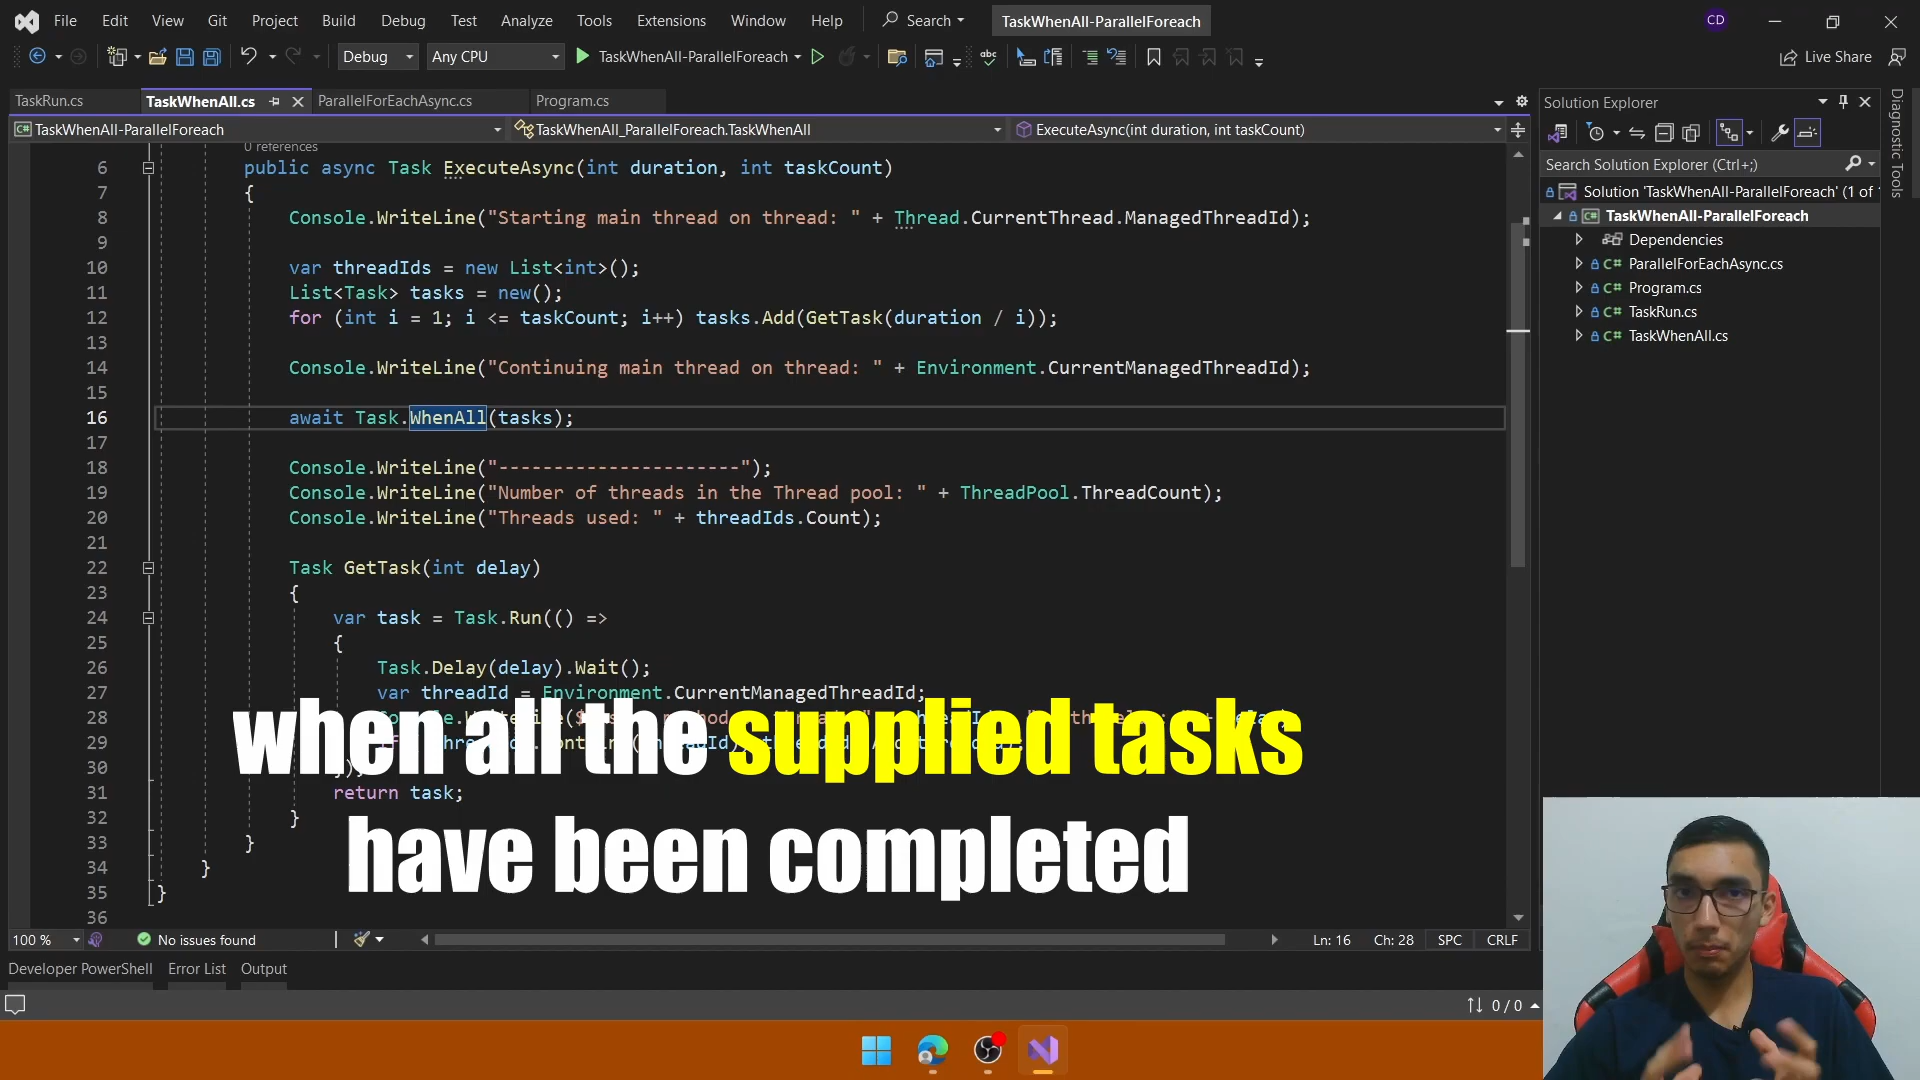 File Edit View Git Project Build Debug Test Analyze Tools Extensions Window Help Search TaskWhenAll-ParallelForeach CD
Debug Any CPU TaskWhenAll-ParallelForeach Live Share
TaskRun.cs TaskWhenAll.cs ParallelForEachAsync.cs Program.cs
TaskWhenAll-ParallelForeach TaskWhenAll_ParallelForeach.TaskWhenAll ExecuteAsync(int duration, int taskCount)
0 references
6 public async Task ExecuteAsync(int duration, int taskCount)
7 {
8 Console.WriteLine("Starting main thread on thread: " + Thread.CurrentThread.ManagedThreadId);
9
10 var threadIds = new List<int>();
11 List<Task> tasks = new();
12 for (int i = 1; i <= taskCount; i++) tasks.Add(GetTask(duration / i));
13
14 Console.WriteLine("Continuing main thread on thread: " + Environment.CurrentManagedThreadId);
15
16 await Task.WhenAll(tasks);
17
18 Console.WriteLine("----------------------");
19 Console.WriteLine("Number of threads in the Thread pool: " + ThreadPool.ThreadCount);
20 Console.WriteLine("Threads used: " + threadIds.Count);
21
22 Task GetTask(int delay)
23 {
24 var task = Task.Run(() =>
25 {
26 Task.Delay(delay).Wait();
27 var threadId = Environment.CurrentManagedThreadId;
28
29
30
31 return task;
32 }
33 }
34 }
35 }
36
when all the supplied tasks
have been completed
100 % No issues found Ln: 16 Ch: 28 SPC CRLF
Developer PowerShell Error List Output
0 / 0
Solution Explorer
Search Solution Explorer (Ctrl+;)
Solution 'TaskWhenAll-ParallelForeach' (1 of
TaskWhenAll-ParallelForeach
Dependencies
C# ParallelForEachAsync.cs
C# Program.cs
C# TaskRun.cs
C# TaskWhenAll.cs
Diagnostic Tools